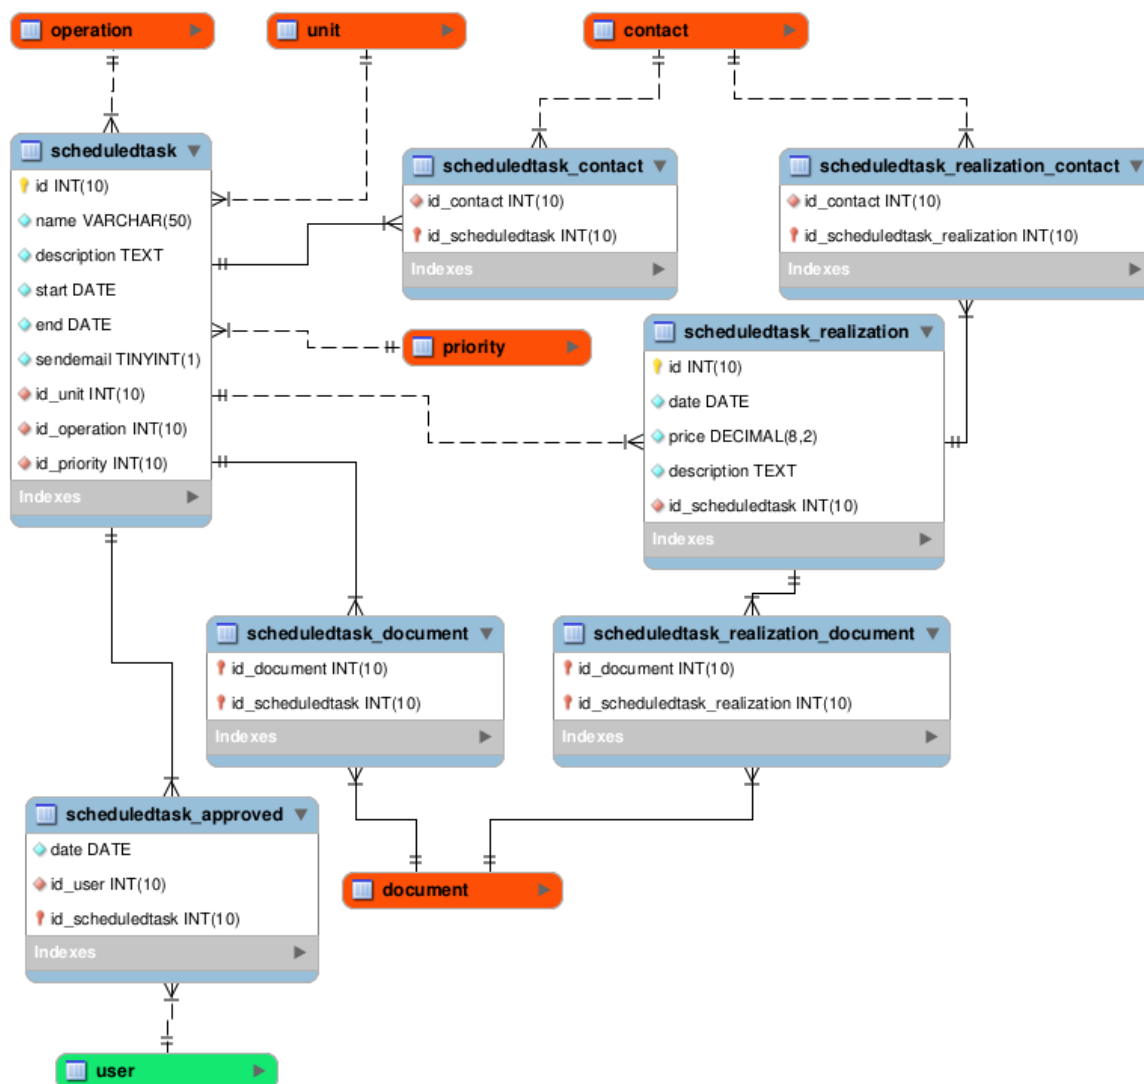 operation
unit
contact
scheduledtask
id INT(10)
name VARCHAR(50)
description TEXT
start DATE
end DATE
sendemail TINYINT(1)
id_unit INT(10)
id_operation INT(10)
id_priority INT(10)
Indexes
scheduledtask_contact
id_contact INT(10)
id_scheduledtask INT(10)
Indexes
scheduledtask_realization_contact
id_contact INT(10)
id_scheduledtask_realization INT(10)
Indexes
priority
scheduledtask_realization
id INT(10)
date DATE
price DECIMAL(8,2)
description TEXT
id_scheduledtask INT(10)
Indexes
scheduledtask_document
id_document INT(10)
id_scheduledtask INT(10)
Indexes
scheduledtask_realization_document
id_document INT(10)
id_scheduledtask_realization INT(10)
Indexes
scheduledtask_approved
date DATE
id_user INT(10)
id_scheduledtask INT(10)
Indexes
document
user